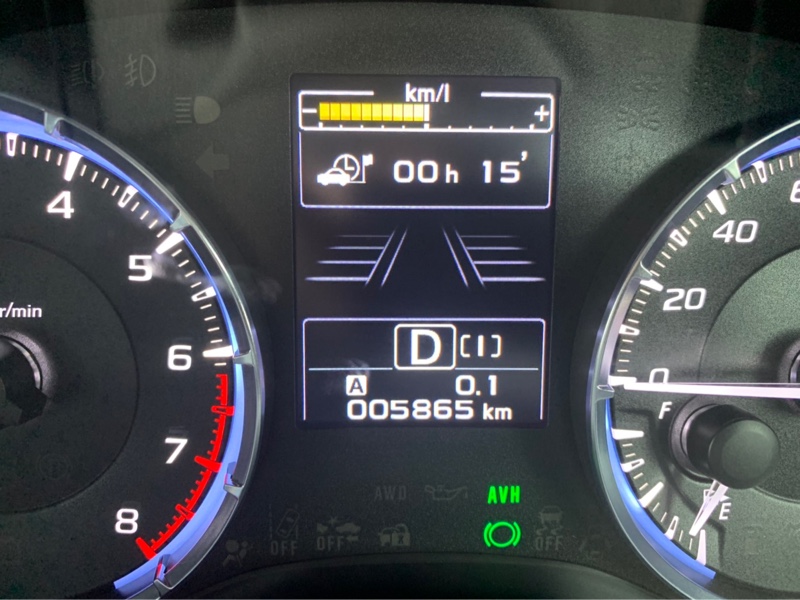 km/l
- +
00h 15'
4
5
6
7
8
r/min
D [I]
A 0.1
005865 km
40
20
0
F
E
AWD
AVH
OFF
OFF
OFF